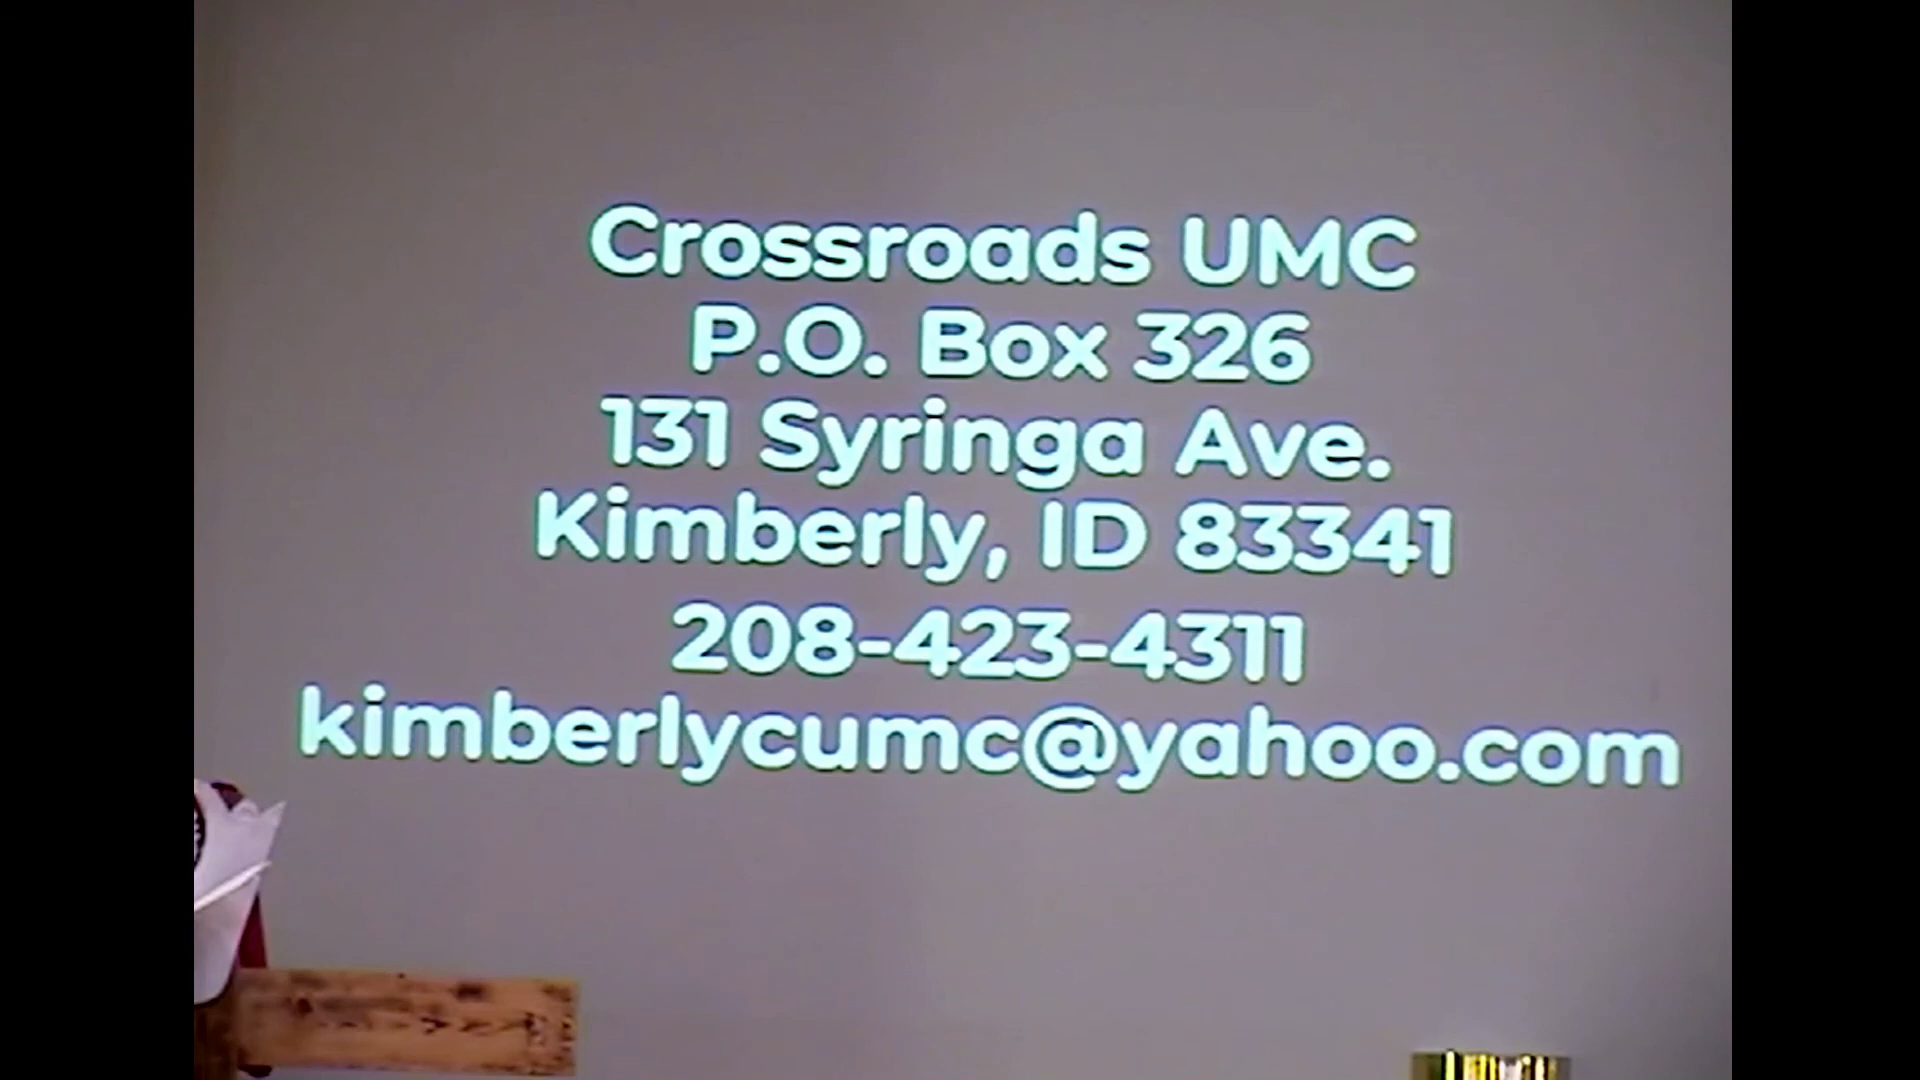 Crossroads UMC
P.O. Box 326
131 Syringa Ave.
Kimberly, ID 83341
208-423-4311
kimberlycumc@yahoo.com